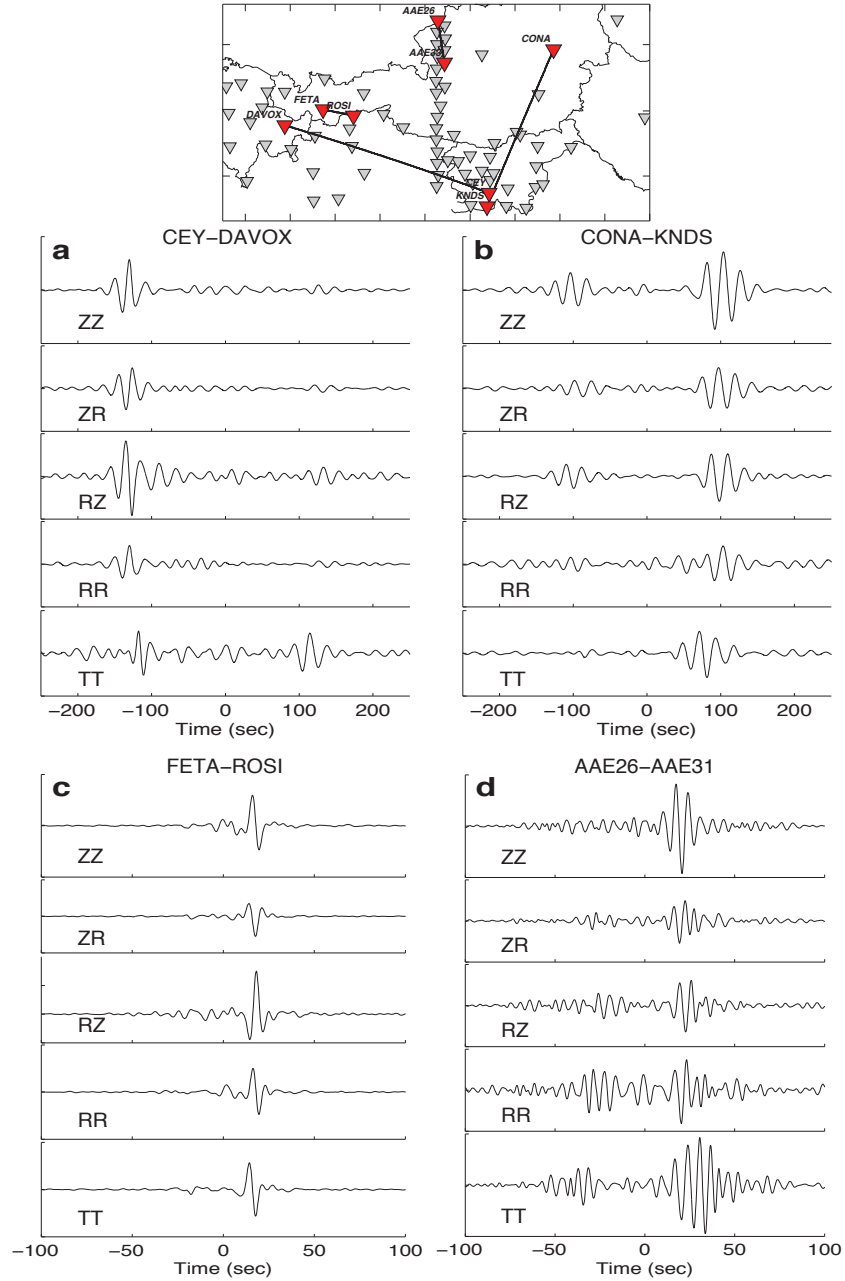 AAE26
CONA
AAE33
FETA
ROSI
DAVOX
CEY
KNDS
a
CEY–DAVOX
ZZ
ZR
RZ
RR
TT
−200 −100 0 100 200
Time (sec)
b
CONA–KNDS
ZZ
ZR
RZ
RR
TT
−200 −100 0 100 200
Time (sec)
c
FETA–ROSI
ZZ
ZR
RZ
RR
TT
−100 −50 0 50 100
Time (sec)
d
AAE26–AAE31
ZZ
ZR
RZ
RR
TT
−100 −50 0 50 100
Time (sec)